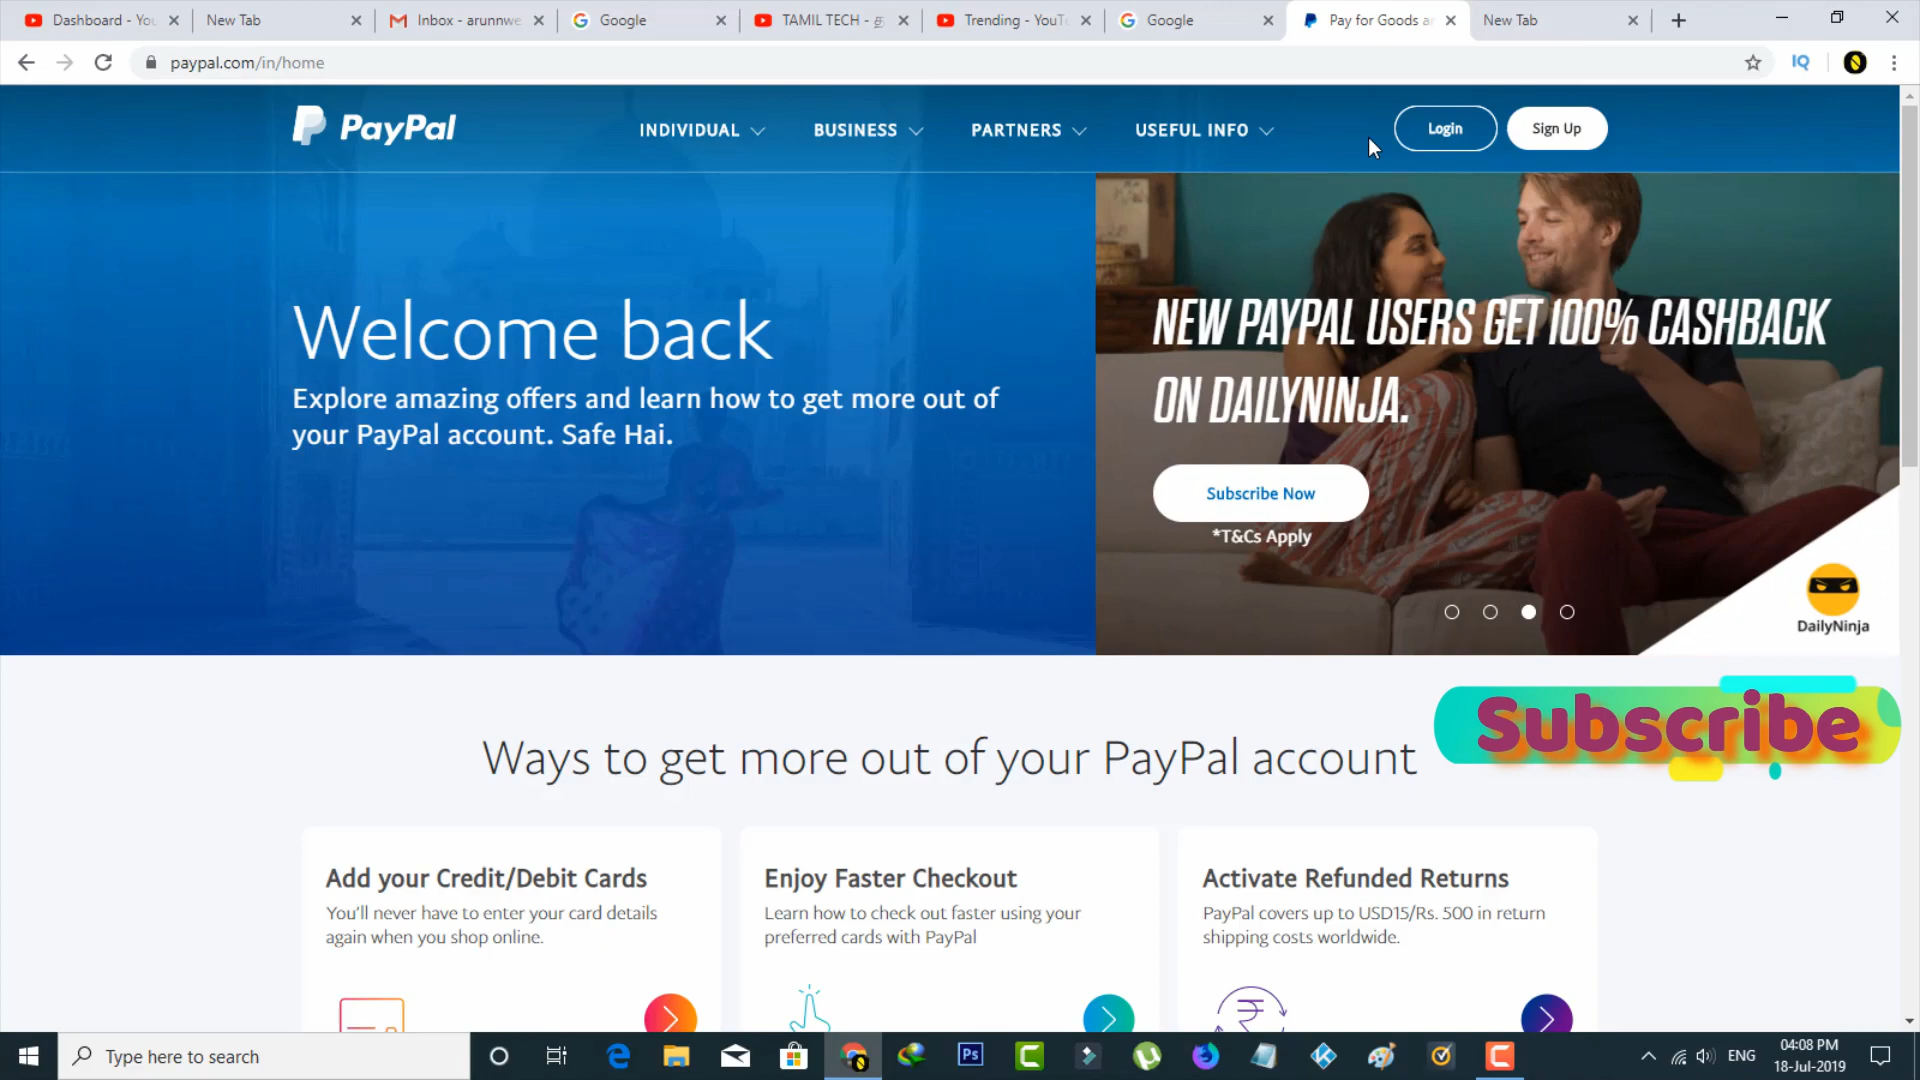 Dashboard - You
New Tab
Inbox - arunnwe
Google
TAMIL TECH - த
Trending - YouTu
Google
Pay for Goods a
New Tab
paypal.com/in/home
IQ
PayPal
INDIVIDUAL
BUSINESS
PARTNERS
USEFUL INFO
Login
Sign Up
Welcome back
Explore amazing offers and learn how to get more out of
your PayPal account. Safe Hai.
NEW PAYPAL USERS GET 100% CASHBACK
ON DAILYNINJA.
Subscribe Now
*T&Cs Apply
DailyNinja
Subscribe
Ways to get more out of your PayPal account
Add your Credit/Debit Cards
You'll never have to enter your card details
again when you shop online.
Enjoy Faster Checkout
Learn how to check out faster using your
preferred cards with PayPal
Activate Refunded Returns
PayPal covers up to USD15/Rs. 500 in return
shipping costs worldwide.
Type here to search
Ps
ENG
04:08 PM
18-Jul-2019